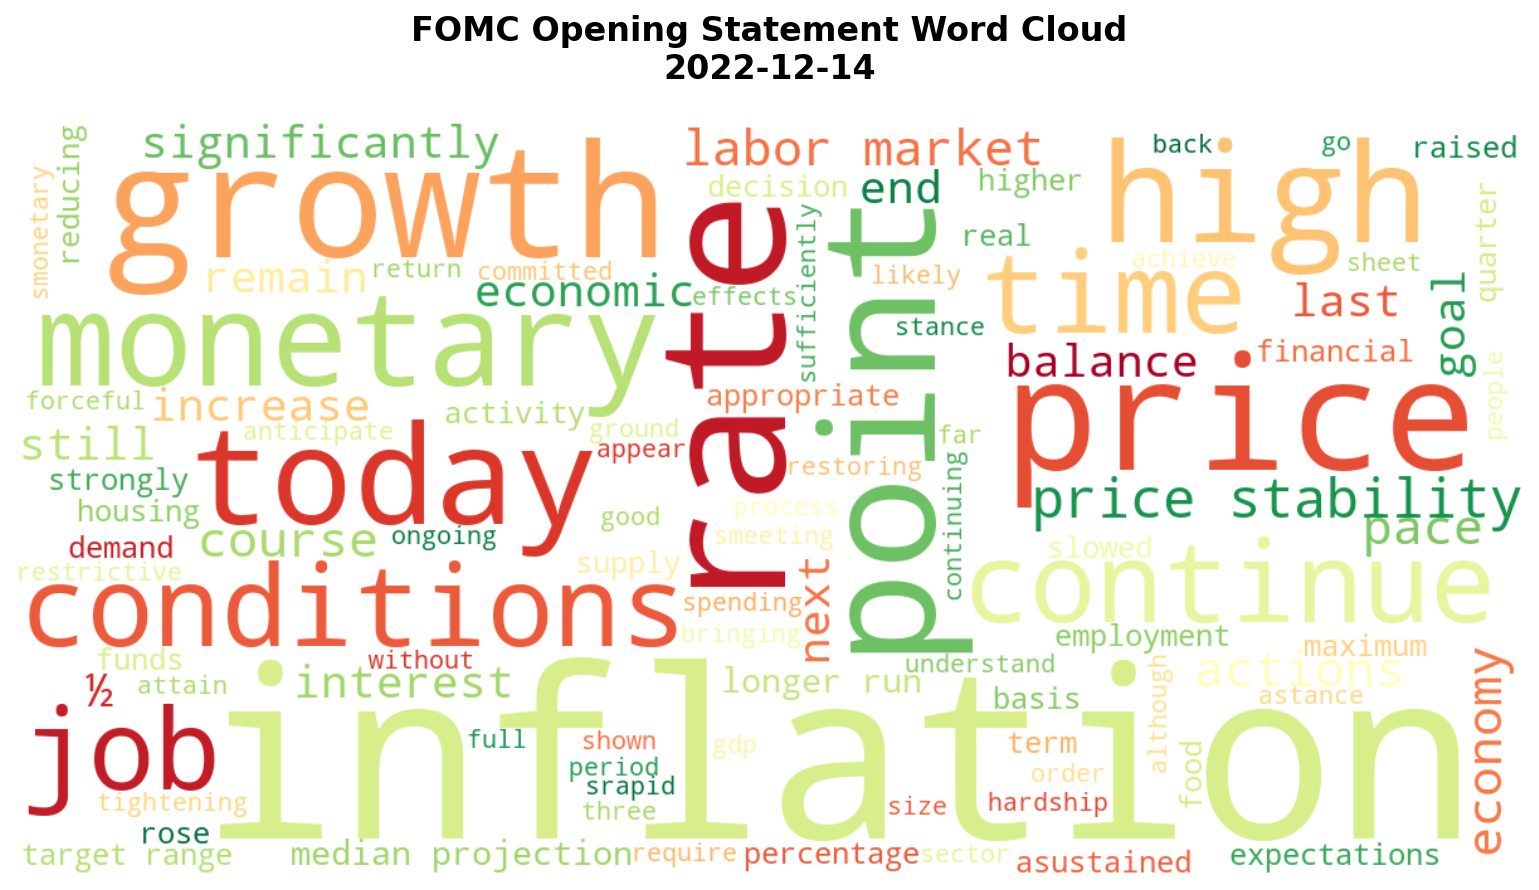 FOMC Opening Statement Word Cloud
2022-12-14
significantly
labor market
back
go
raised
reducing
smonetary
growth
decision
end
higher
high
quarter
rate
point
real
remain
return
committed
economic
effects
sufficiently
likely
time
achieve
sheet
last
goal
monetary
stance
balance
financial
price
people
forceful
increase
activity
appropriate
anticipate
ground
appear
far
still
today
restoring
strongly
housing
good
process
continuing
price stability
pace
demand
course
ongoing
smeeting
slowed
continue
restrictive
conditions
supply
spending
next
bringing
employment
maximum
funds
without
understand
actions
economy
½
attain
interest
longer run
basis
although
astance
job
inflation
full
shown
gdp
term
period
srapid
order
food
tightening
three
size
hardship
rose
target range
median projection
require
percentage
sector
asustained
expectations